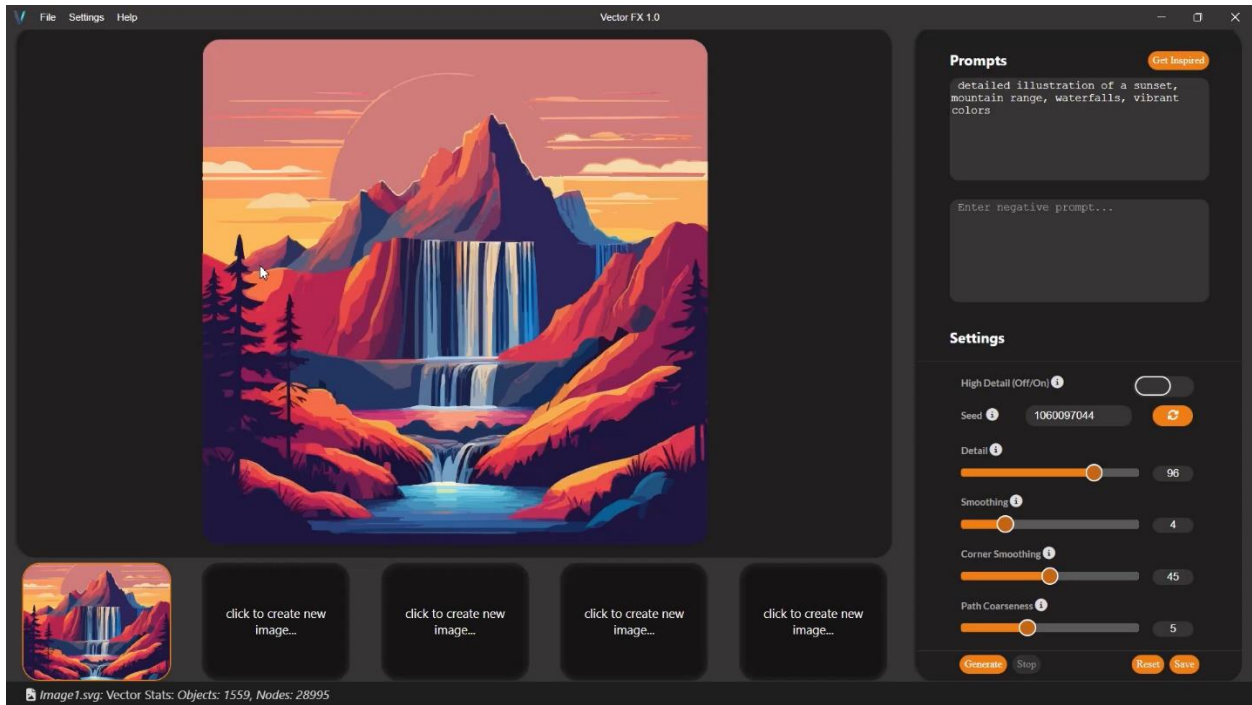 File Settings Help
Vector FX 1.0
Prompts
Get Inspired
detailed illustration of a sunset,
mountain range, waterfalls, vibrant
colors
Enter negative prompt...
Settings
High Detail (Off/On)
Seed 1060097044
Detail
96
Smoothing
4
Corner Smoothing
45
Path Coarseness
5
Generate Stop Reset Save
click to create new
image...
click to create new
image...
click to create new
image...
click to create new
image...
Image1.svg: Vector Stats: Objects: 1559, Nodes: 28995